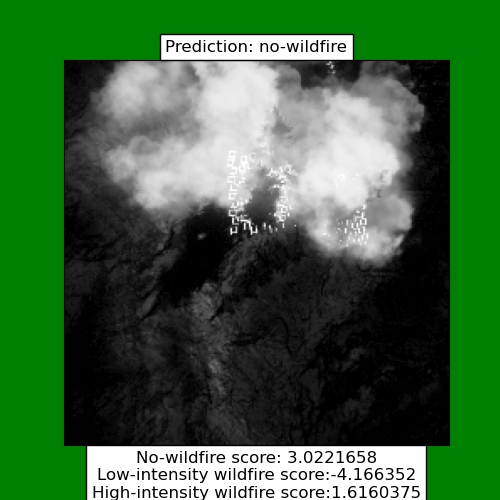 Prediction: no-wildfire
No-wildfire score: 3.0221658
Low-intensity wildfire score:-4.166352
High-intensity wildfire score:1.6160375